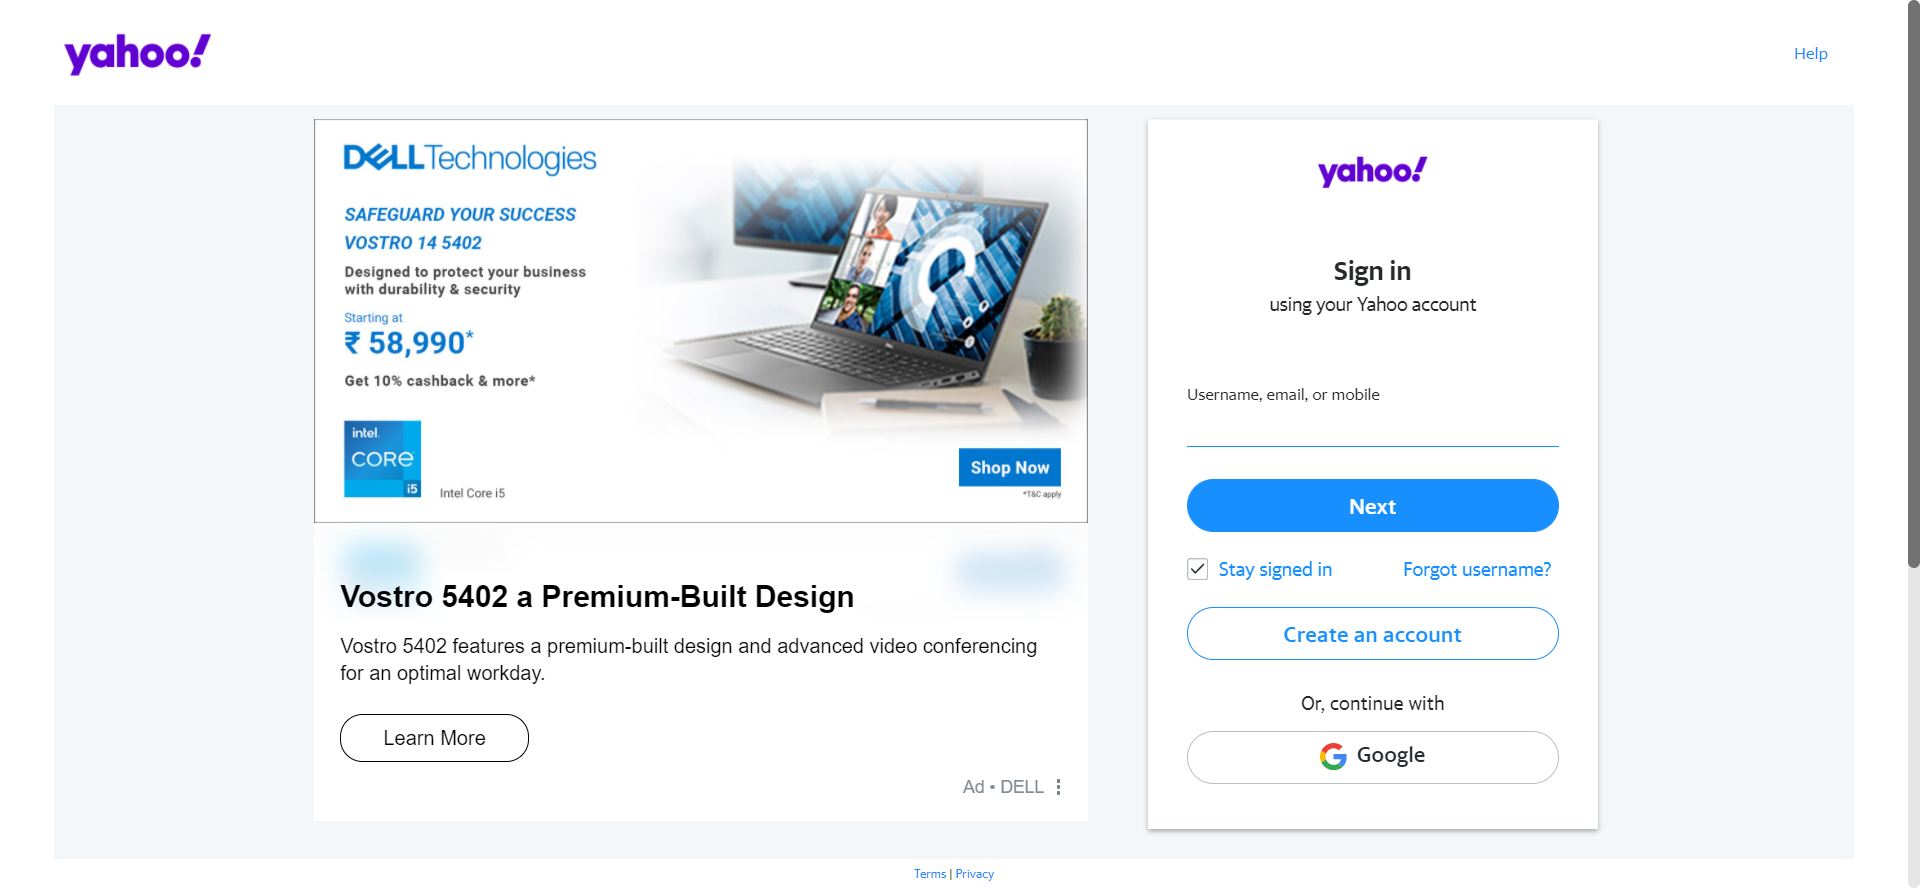 yahoo!
Help
DELL Technologies
SAFEGUARD YOUR SUCCESS
VOSTRO 14 5402
Designed to protect your business
with durability & security
Starting at
₹ 58,990*
Get 10% cashback & more*
intel.
CORE
i5
Intel Core i5
Shop Now
*T&C apply
Vostro 5402 a Premium-Built Design
Vostro 5402 features a premium-built design and advanced video conferencing
for an optimal workday.
Learn More
Ad • DELL
yahoo!
Sign in
using your Yahoo account
Username, email, or mobile
Next
Stay signed in
Forgot username?
Create an account
Or, continue with
Google
Terms | Privacy